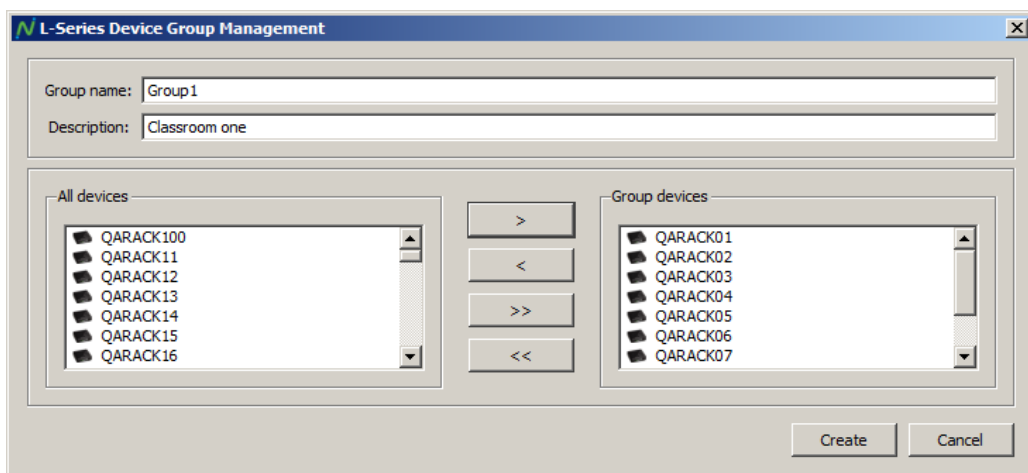 L-Series Device Group Management
Group name: Group1
Description: Classroom one
All devices
QARACK100
QARACK11
QARACK12
QARACK13
QARACK14
QARACK15
QARACK16
>
<
>>
<<
Group devices
QARACK01
QARACK02
QARACK03
QARACK04
QARACK05
QARACK06
QARACK07
Create Cancel